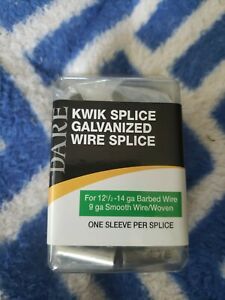 DARE
KWIK SPLICE
GALVANIZED
WIRE SPLICE
For 12½-14 ga Barbed Wire
9 ga Smooth Wire/Woven
ONE SLEEVE PER SPLICE